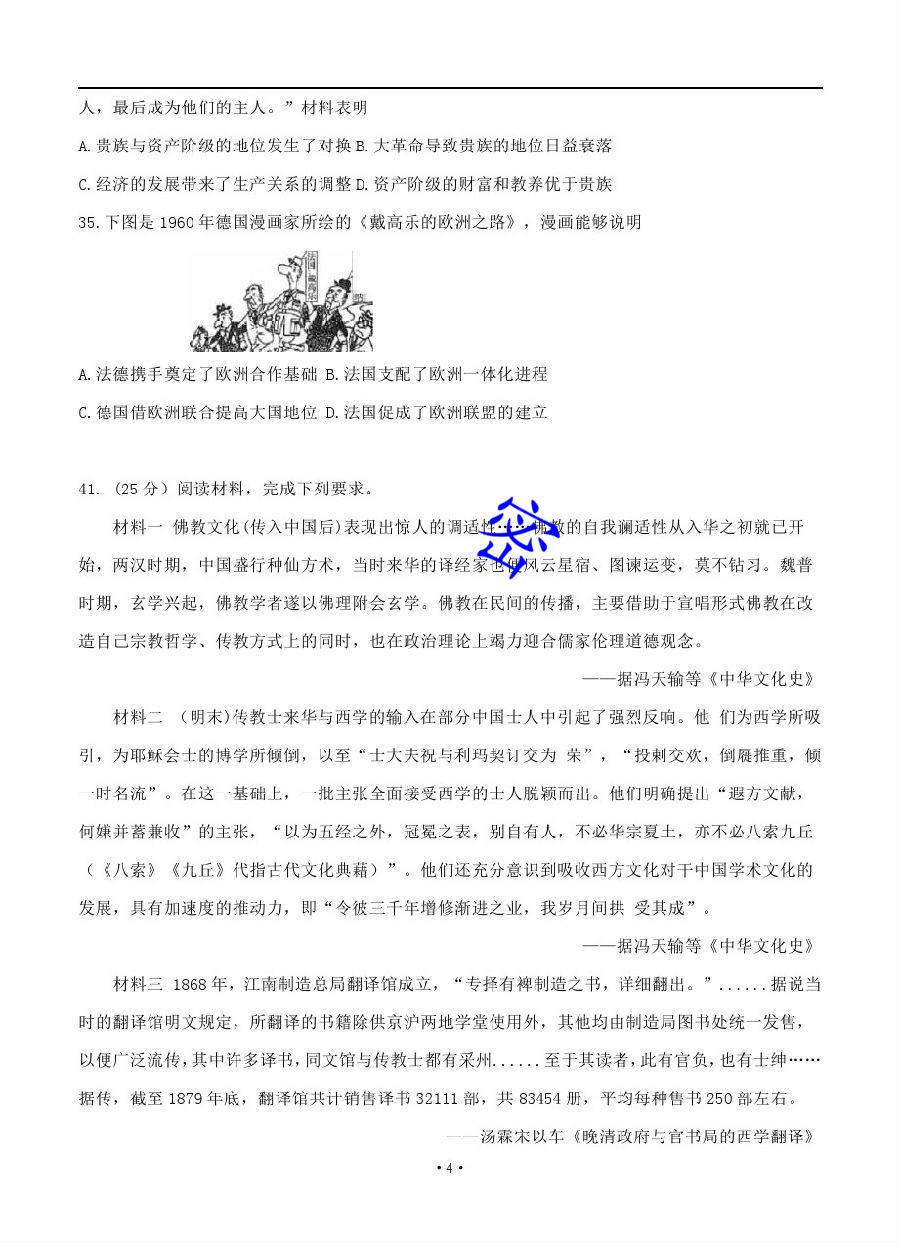 人，最后成为他们的主人。”材料表明
A.贵族与资产阶级的地位发生了对换 B.大革命导致贵族的地位日益衰落
C.经济的发展带来了生产关系的调整 D.资产阶级的财富和教养优于贵族
35.下图是1960年德国漫画家所绘的《戴高乐的欧洲之路》，漫画能够说明
法国 戴高乐
A.法德携手奠定了欧洲合作基础 B.法国支配了欧洲一体化进程
C.德国借欧洲联合提高大国地位 D.法国促成了欧洲联盟的建立
41. (25 分）阅读材料，完成下列要求。
材料一 佛教文化(传入中国后)表现出惊人的调适性……佛教的自我谰适性从入华之初就已开
始，两汉时期，中国盛行种仙方术，当时来华的译经家也使风云星宿、图谏运变，莫不钻习。魏普
时期，玄学兴起，佛教学者遂以佛理附会玄学。佛教在民间的传播，主要借助于宣唱形式佛教在改
造自己宗教哲学、传教方式上的同时，也在政治理论上竭力迎合儒家伦理道德观念。
——据冯天输等《中华文化史》
材料二 （明末)传教士来华与西学的输入在部分中国士人中引起了强烈反响。他 们为西学所吸
引，为耶稣会士的博学所倾倒，以至“士大夫祝与利玛契订交为 荣”，“投剌交欢，倒屣推重，倾
一时名流”。在这一基础上，一批主张全面接受西学的士人脱颖而出。他们明确提出“遐方文献，
何嫌并蓄兼收”的主张，“以为五经之外，冠冕之表，别自有人，不必华宗夏土，亦不必八索九丘
（《八索》《九丘》代指古代文化典藉）”。他们还充分意识到吸收西方文化对干中国学术文化的
发展，具有加速度的推动力，即“令彼三千年增修渐进之业，我岁月间拱 受其成”。
——据冯天输等《中华文化史》
材料三 1868 年，江南制造总局翻译馆成立，“专择有裨制造之书，详细翻出。”......据说当
时的翻译馆明文规定，所翻译的书籍除供京沪两地学堂使用外，其他均由制造局图书处统一发售，
以便广泛流传，其中许多译书，同文馆与传教士都有采州......至于其读者，此有官负，也有士绅……
据传，截至 1879 年底，翻译馆共计销售译书 32111 部，共 83454 册，平均每种售书 250 部左右。
——汤霖宋以车《晚清政府与官书局的西学翻译》
·4·